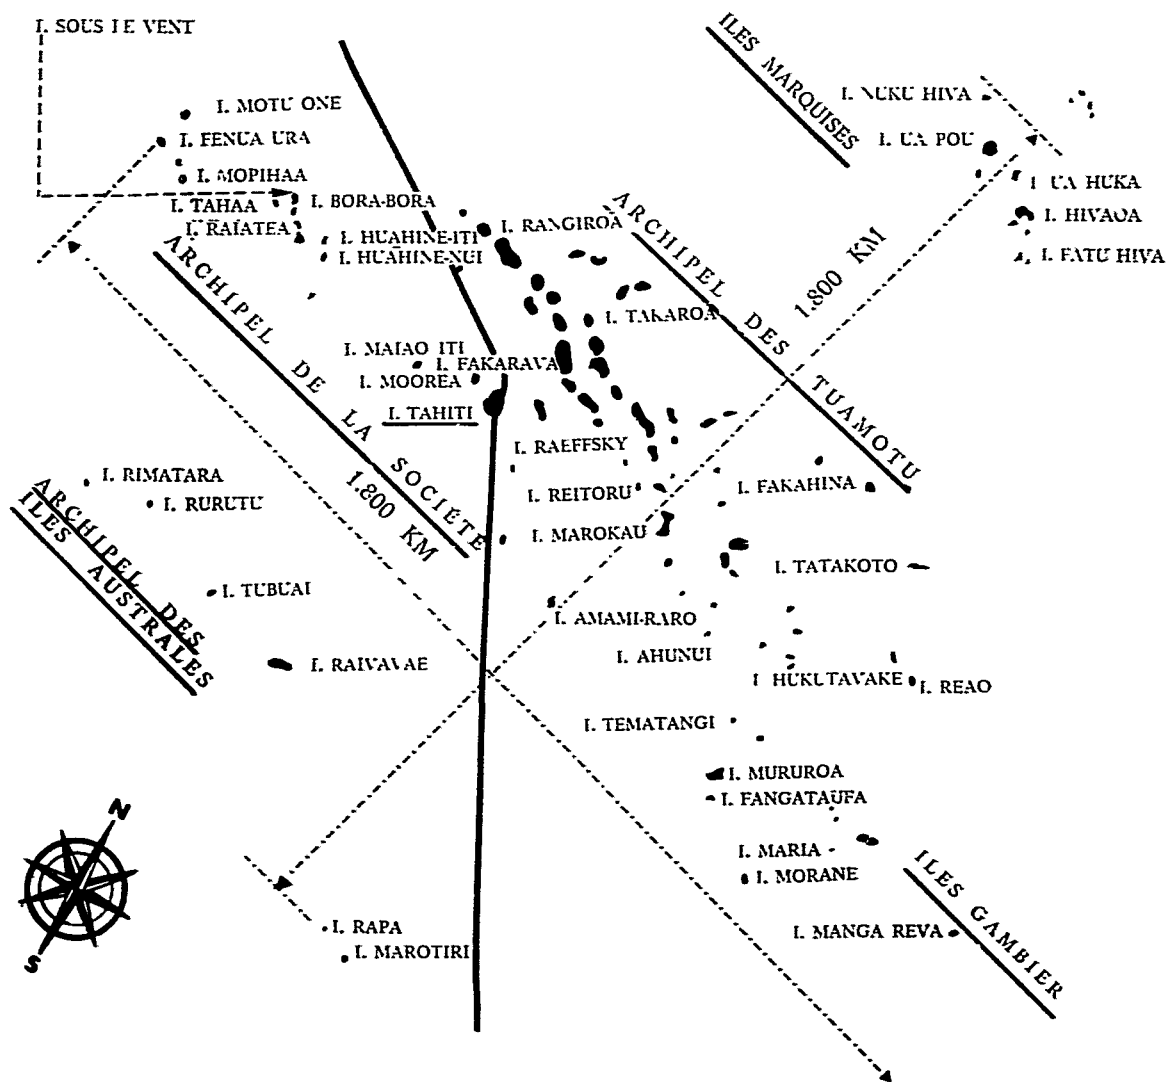 I. SOUS LE VENT
I. MOTU ONE
I. FENUA URA
I. MOPIHAA
I. TAHAA
I. BORA-BORA
I. RAIATEA
I. HUAHINE-ITI
I. HUAHINE-NUI
I. RANGIROA
ILES MARQUISES
I. NUKU HIVA
I. UA POU
I. UA HUKA
I. HIVAOA
I. FATU HIVA
ARCHIPEL DE LA SOCIÉTÉ
ARCHIPEL DES TUAMOTU
1.800 KM
I. TAKAROA
I. MAIAO ITI
I. FAKARAVA
I. MOOREA
I. TAHITI
I. RAEFFSKY
I. REITORU
I. MAROKAU
I. FAKAHINA
I. TATAKOTO
1.800 KM
I. RIMATARA
I. RURUTU
ARCHIPEL DES
ILES AUSTRALES
I. TUBUAI
I. RAIVAVAE
I. AMAMI-RARO
I. AHUNUI
I HUKUTAVAKE
I. REAO
I. TEMATANGI
I. MURUROA
I. FANGATAUFA
I. MARIA
I. MORANE
ILES GAMBIER
I. MANGA REVA
N
S
I. RAPA
I. MAROTIRI